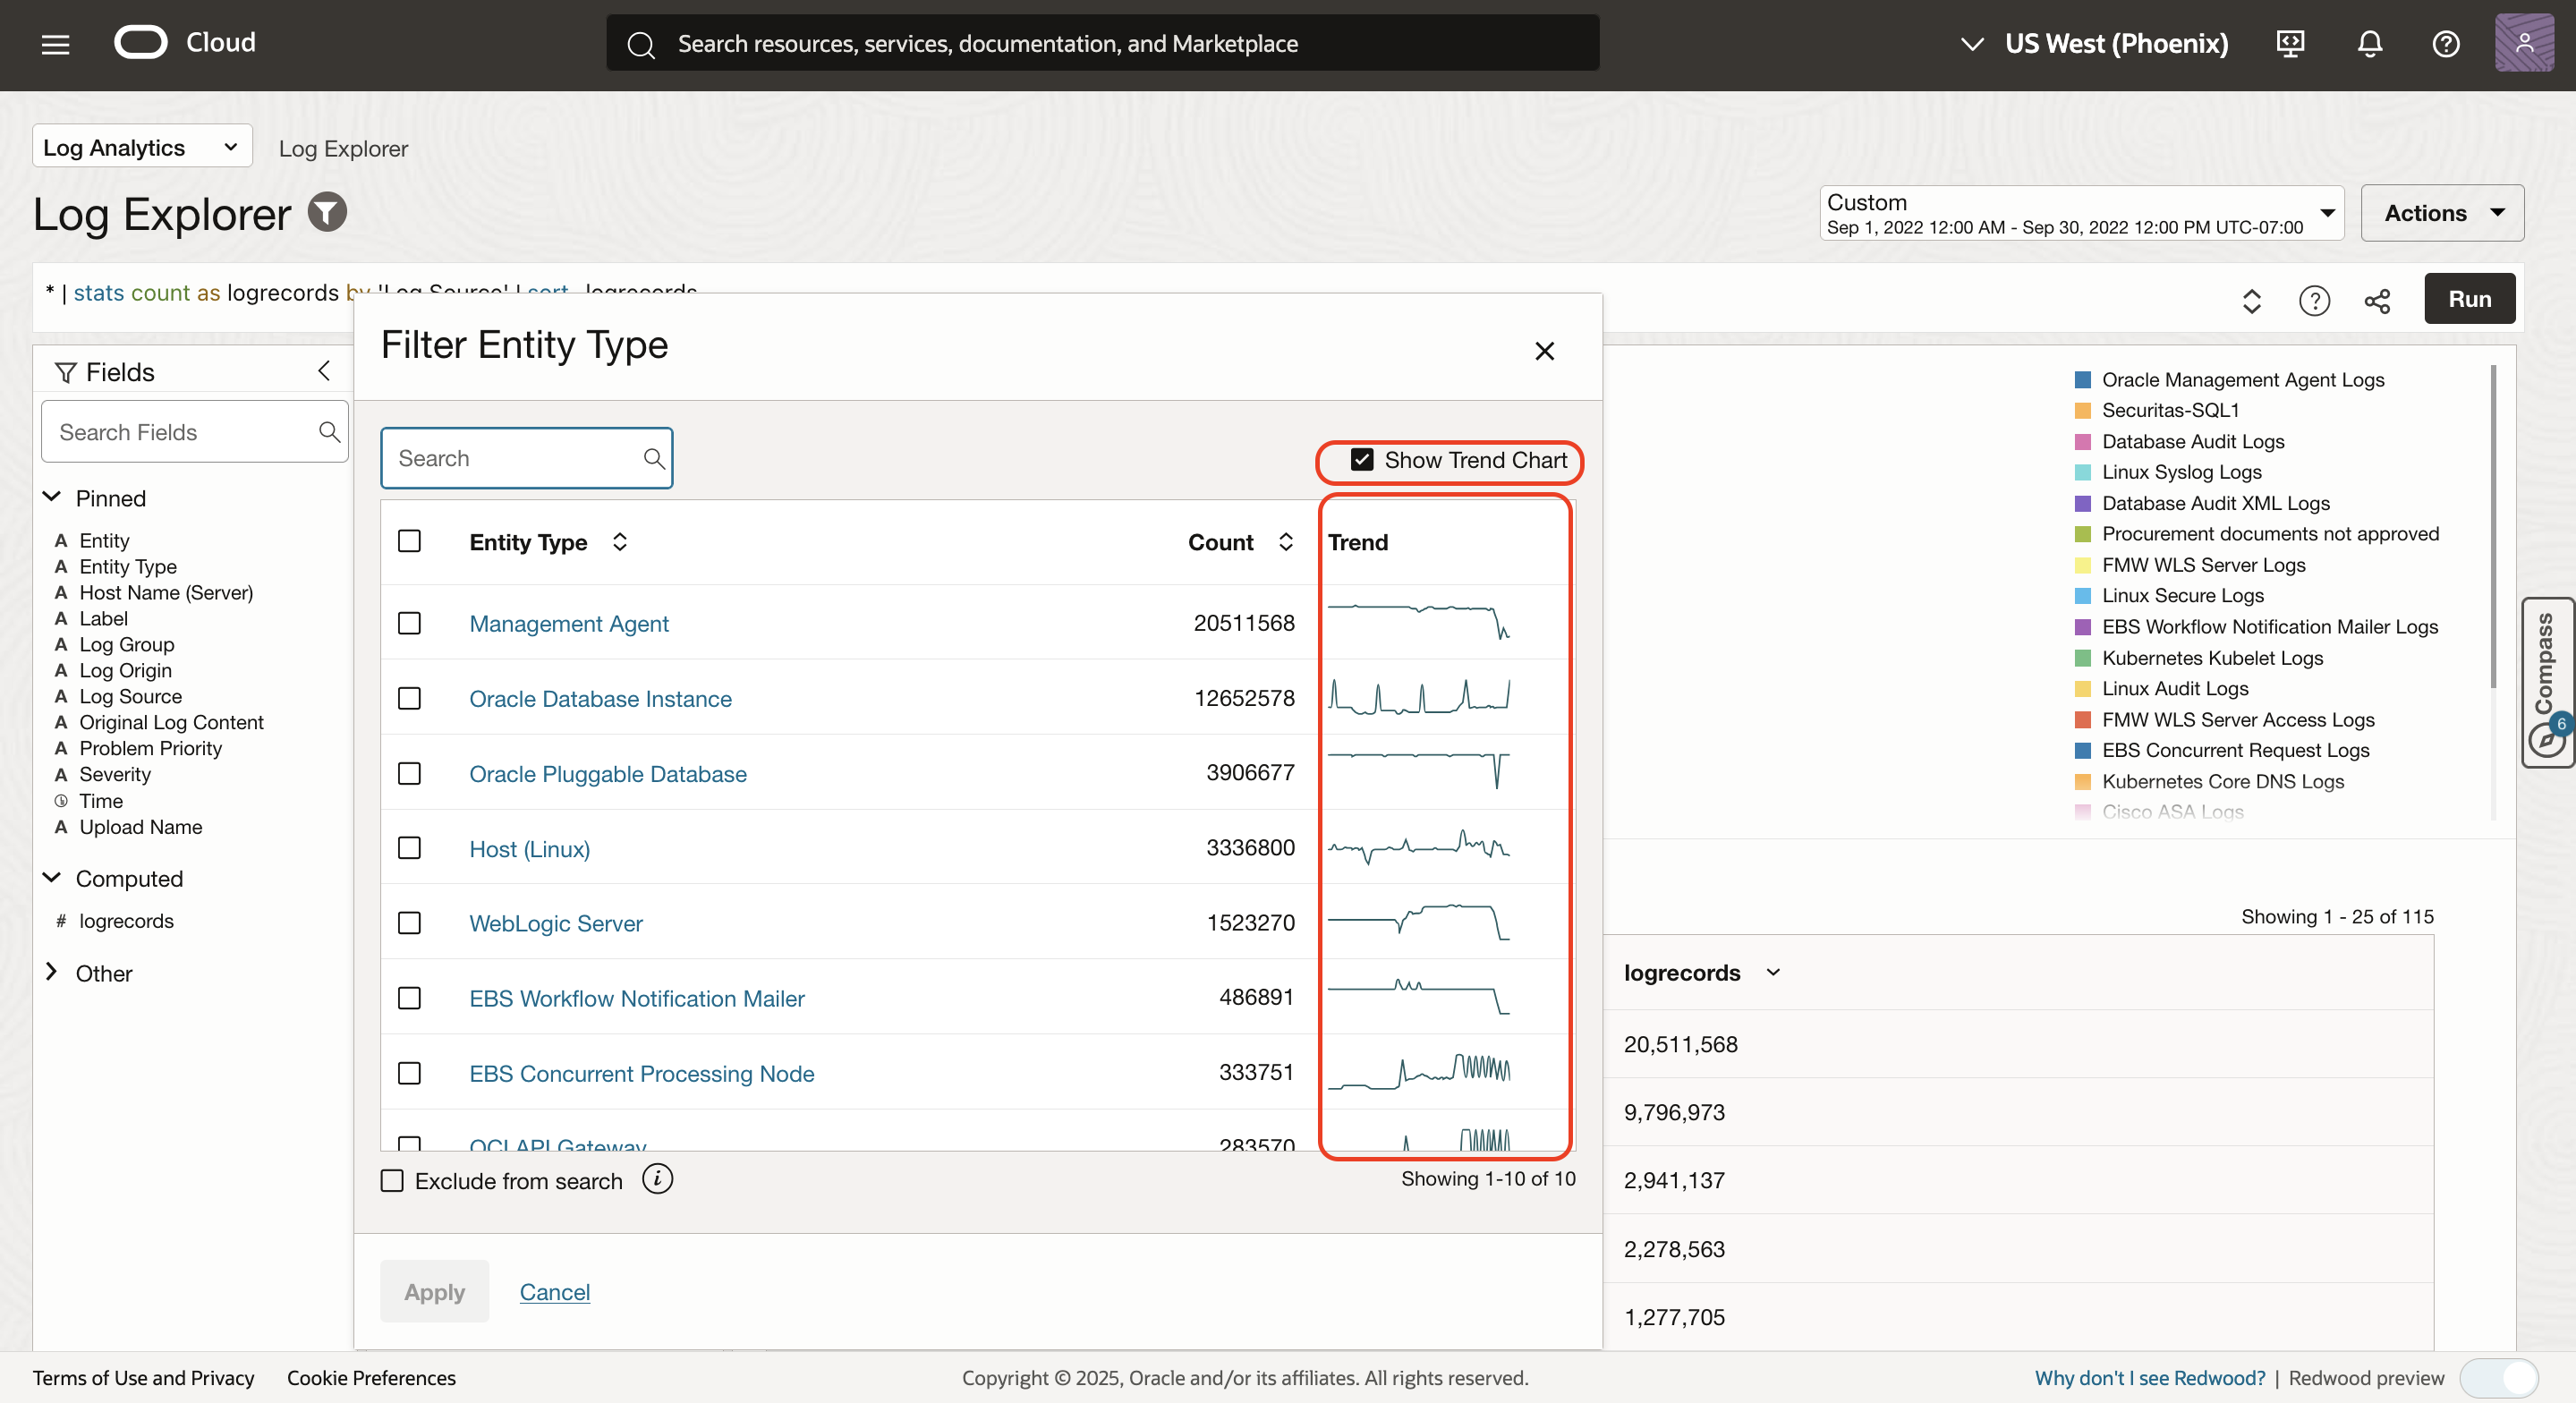 Cloud
Search resources, services, documentation, and Marketplace
US West (Phoenix)
Log Analytics
Log Explorer
Log Explorer
Custom
Sep 1, 2022 12:00 AM - Sep 30, 2022 12:00 PM UTC-07:00
Actions
* | stats count as logrecords by 'Log Source' | sort -logrecords
Run
Fields
Search Fields
Pinned
A Entity
A Entity Type
A Host Name (Server)
A Label
A Log Group
A Log Origin
A Log Source
A Original Log Content
A Problem Priority
A Severity
Time
A Upload Name
Computed
# logrecords
Other
Filter Entity Type
Search
Show Trend Chart
Entity Type Count Trend
Management Agent 20511568
Oracle Database Instance 12652578
Oracle Pluggable Database 3906677
Host (Linux) 3336800
WebLogic Server 1523270
EBS Workflow Notification Mailer 486891
EBS Concurrent Processing Node 333751
OCI API Gateway 283570
Exclude from search
Showing 1-10 of 10
Apply
Cancel
Oracle Management Agent Logs
Securitas-SQL1
Database Audit Logs
Linux Syslog Logs
Database Audit XML Logs
Procurement documents not approved
FMW WLS Server Logs
Linux Secure Logs
EBS Workflow Notification Mailer Logs
Kubernetes Kubelet Logs
Linux Audit Logs
FMW WLS Server Access Logs
EBS Concurrent Request Logs
Kubernetes Core DNS Logs
Cisco ASA Logs
Compass
6
Showing 1 - 25 of 115
logrecords
20,511,568
9,796,973
2,941,137
2,278,563
1,277,705
Terms of Use and Privacy
Cookie Preferences
Copyright © 2025, Oracle and/or its affiliates. All rights reserved.
Why don't I see Redwood? | Redwood preview